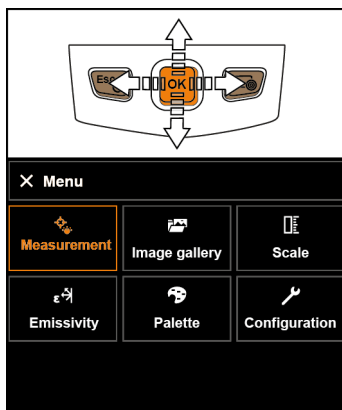 Esc
OK
× Menu
Measurement
Image gallery
Scale
ε
Emissivity
Palette
Configuration